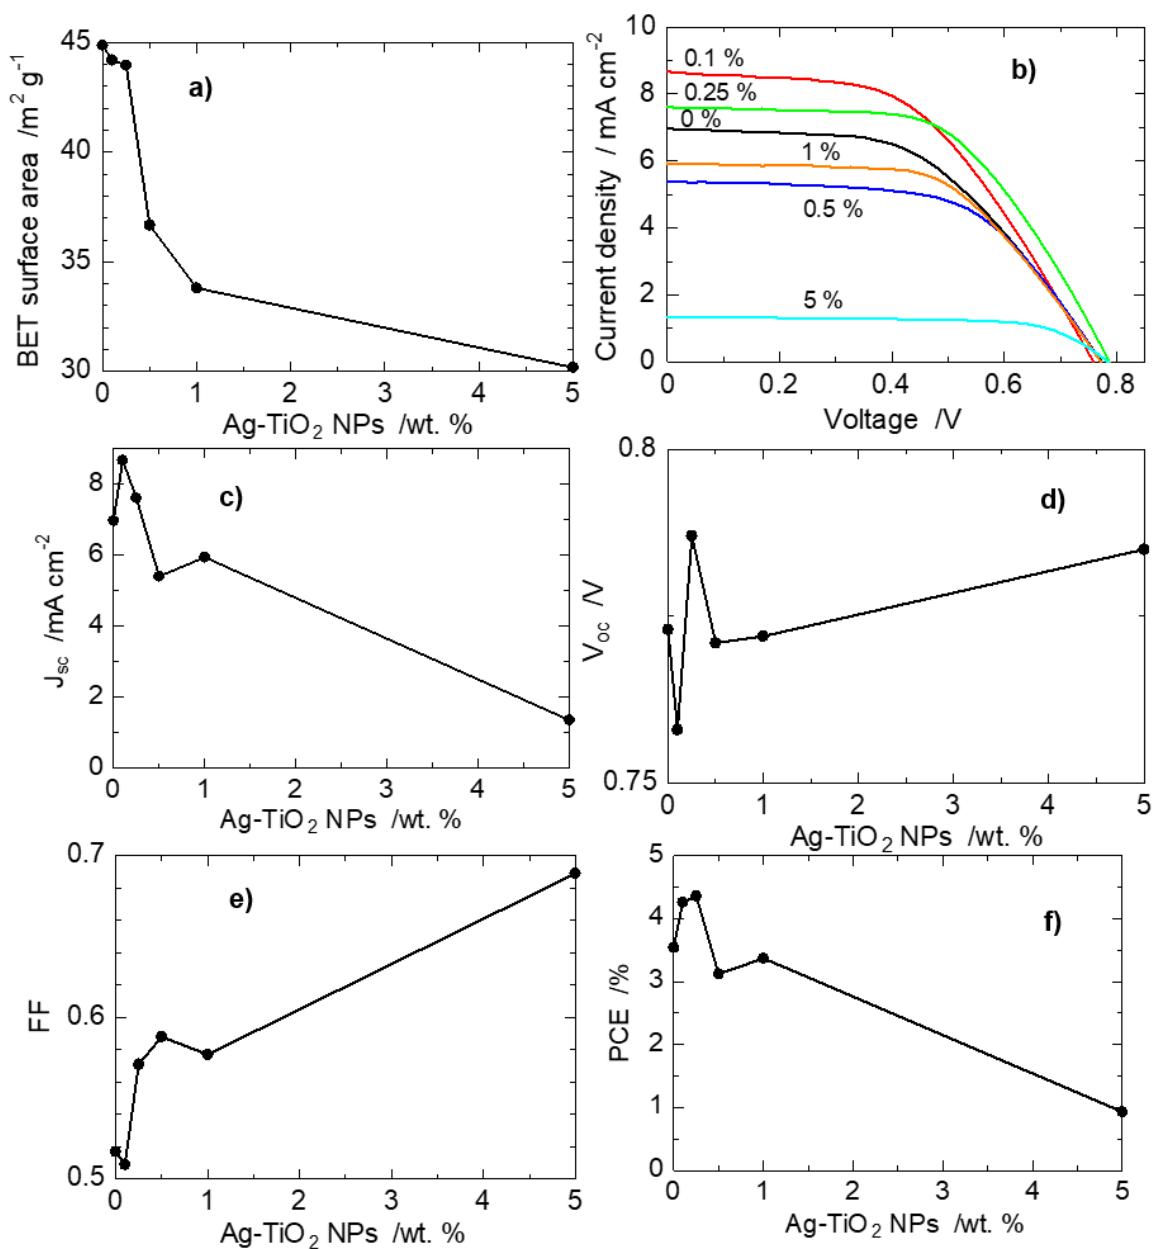 a)
BET surface area /m² g⁻¹
45
40
35
30
0 1 2 3 4 5
Ag-TiO₂ NPs /wt. %
b)
Current density / mA cm⁻²
10
8
6
4
2
0
0.1 %
0.25 %
0 %
1 %
0.5 %
5 %
0 0.2 0.4 0.6 0.8
Voltage /V
c)
J_sc /mA cm⁻²
8
6
4
2
0
0 1 2 3 4 5
Ag-TiO₂ NPs /wt. %
d)
V_oc /V
0.8
0.75
0 1 2 3 4 5
Ag-TiO₂ NPs /wt. %
e)
FF
0.7
0.6
0.5
0 1 2 3 4 5
Ag-TiO₂ NPs /wt. %
f)
PCE /%
5
4
3
2
1
0
0 1 2 3 4 5
Ag-TiO₂ NPs /wt. %